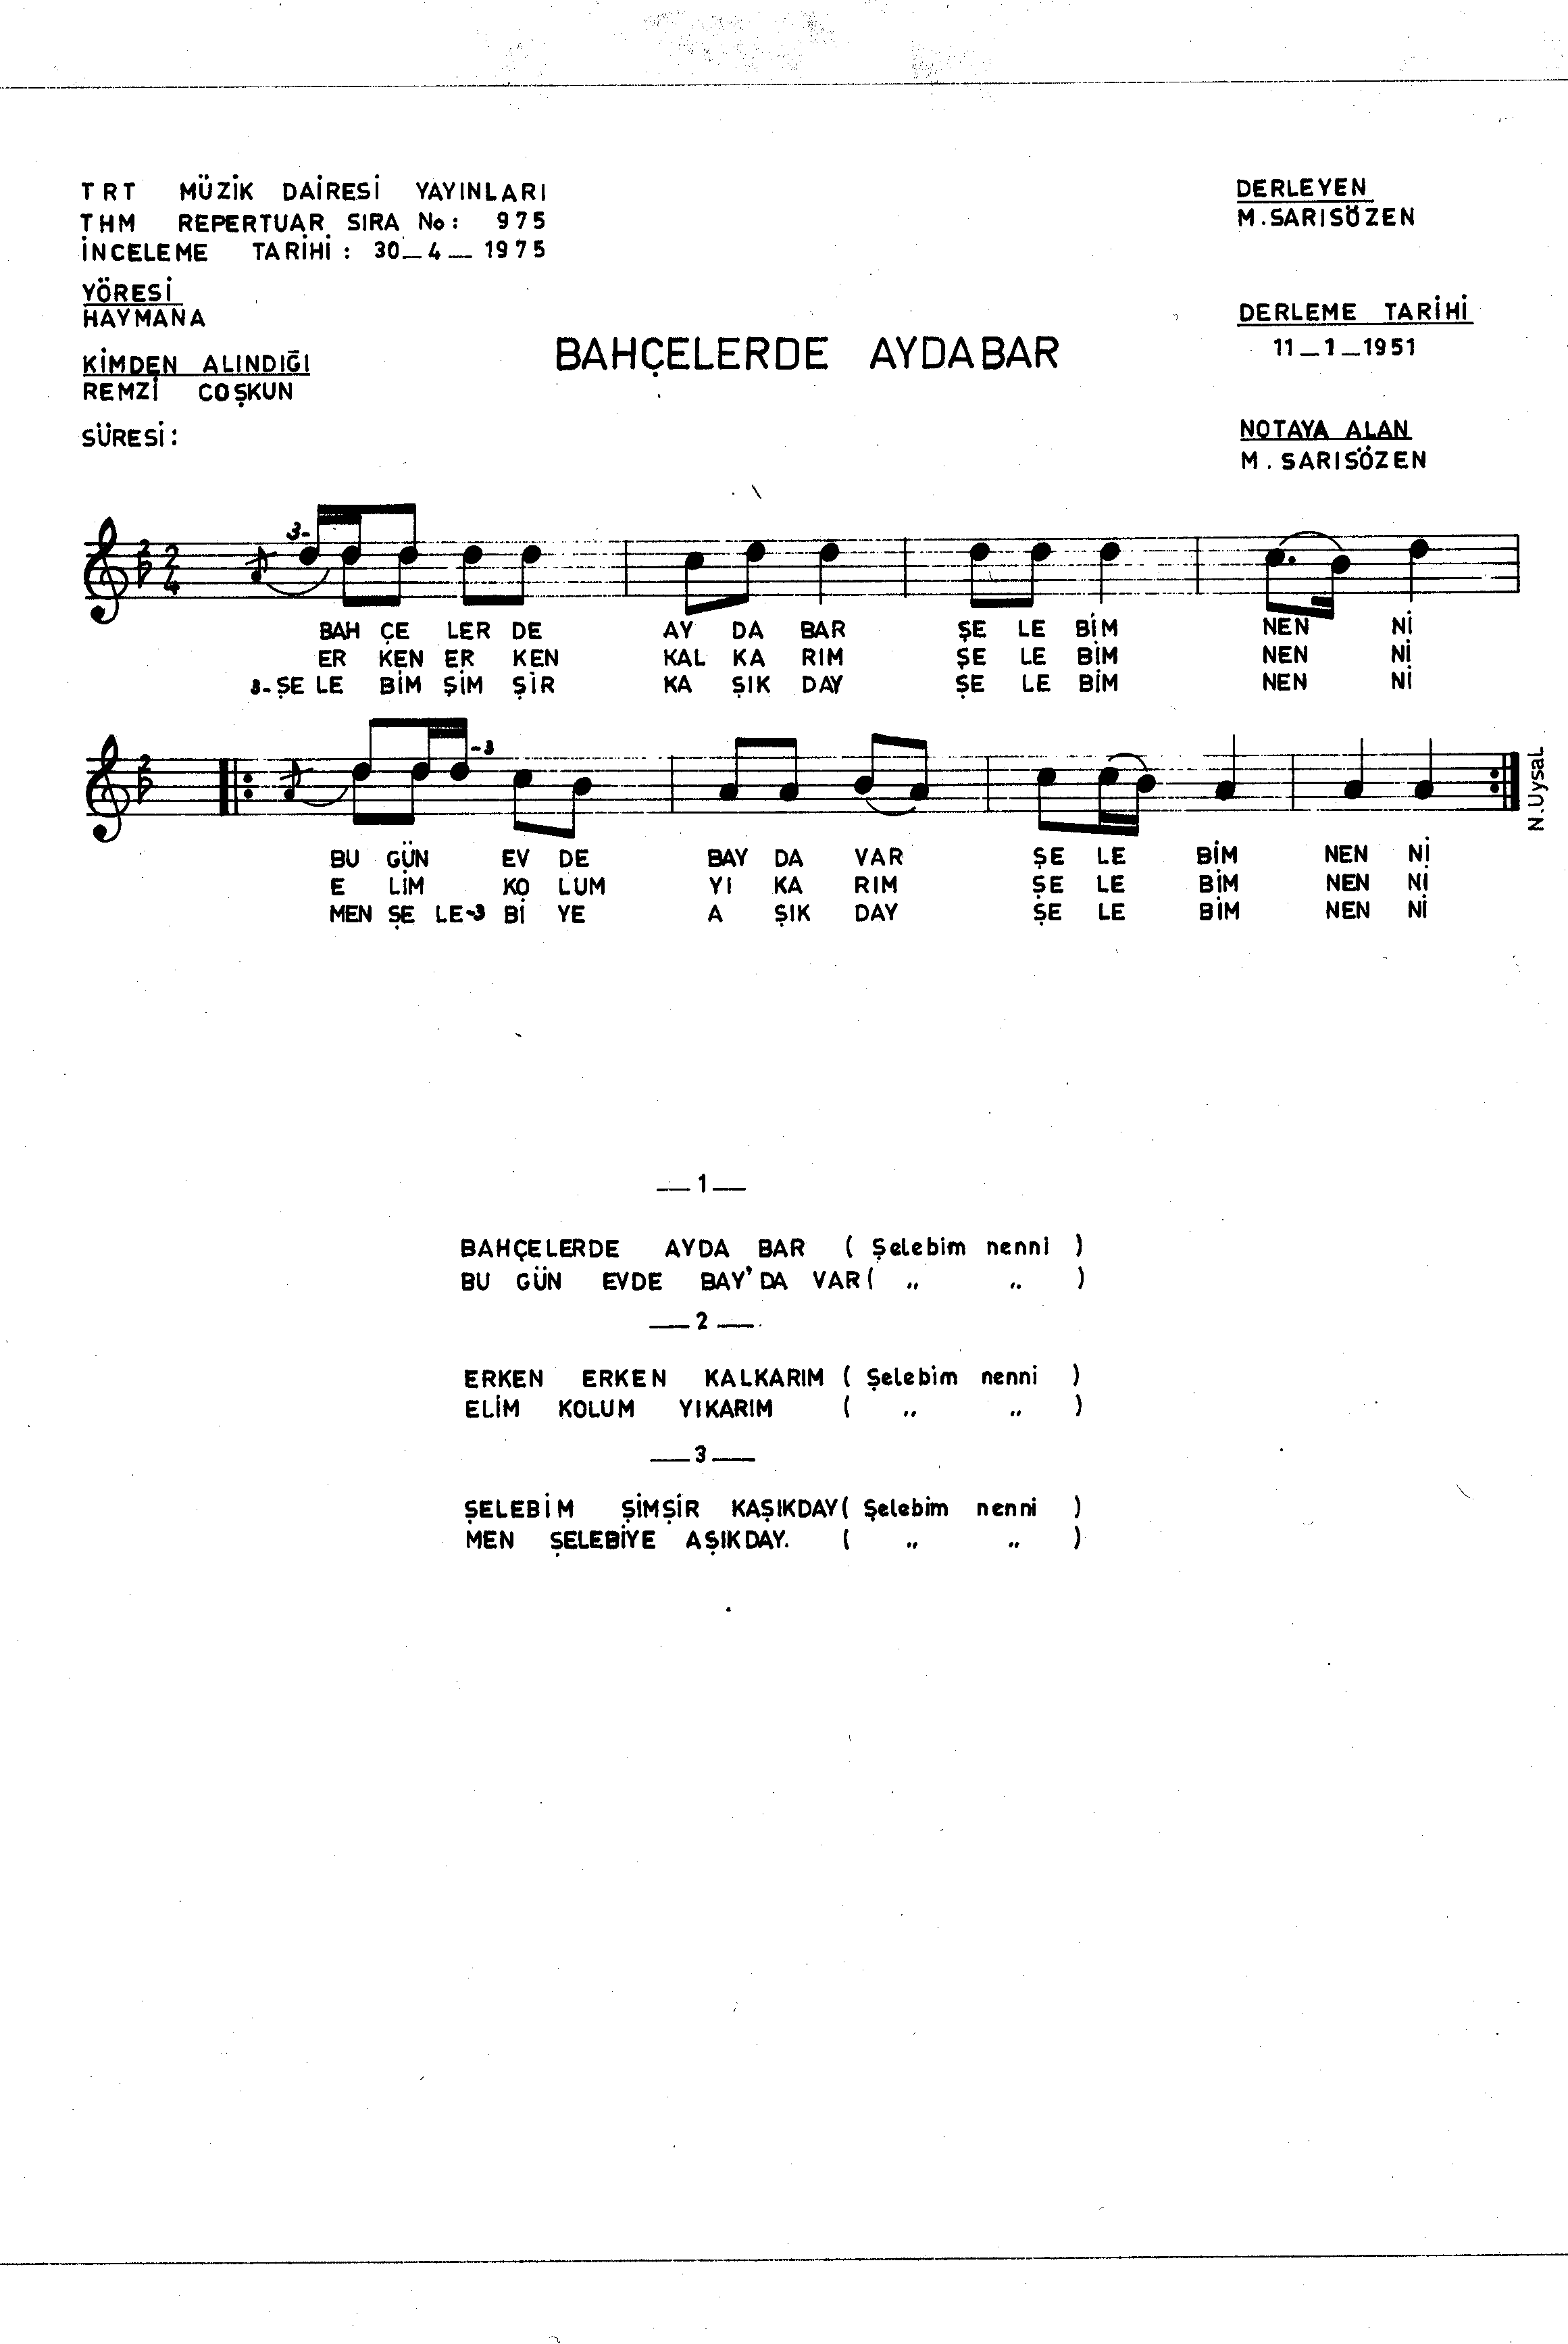 TRT MÜZİK DAİRESİ YAYINLARI
THM REPERTUAR SIRA No: 975
İNCELEME TARİHİ : 30_4_1975
YÖRESİ
HAYMANA
KİMDEN ALINDIĞI
REMZİ COŞKUN
SÜRESİ:
DERLEYEN
M.SARISÖZEN
DERLEME TARİHİ
11_1_1951
NOTAYA ALAN
M. SARISÖZEN
BAHÇELERDE AYDABAR
3-
2
2
4
BAH ÇE LER DE AY DA BAR ŞE LE BİM NEN Nİ
ER KEN ER KEN KAL KA RIM ŞE LE BİM NEN Nİ
3-ŞE LE BİM ŞİM ŞİR KA ŞIK DAY ŞE LE BİM NEN Nİ
2
-3
BU GÜN EV DE BAY DA VAR ŞE LE BİM NEN Nİ
E LİM KO LUM YI KA RIM ŞE LE BİM NEN Nİ
MEN ŞE LE-3 Bİ YE A ŞIK DAY ŞE LE BİM NEN Nİ
N.Uysal
_1_
BAHÇELERDE AYDA BAR ( Şelebim nenni )
BU GÜN EVDE BAY'DA VAR( „ „ )
_2_
ERKEN ERKEN KALKARIM ( Şelebim nenni )
ELİM KOLUM YIKARIM ( „ „ )
_3_
ŞELEBİM ŞİMŞİR KAŞIKDAY( Şelebim nenni )
MEN ŞELEBİYE AŞIKDAY. ( „ „ )